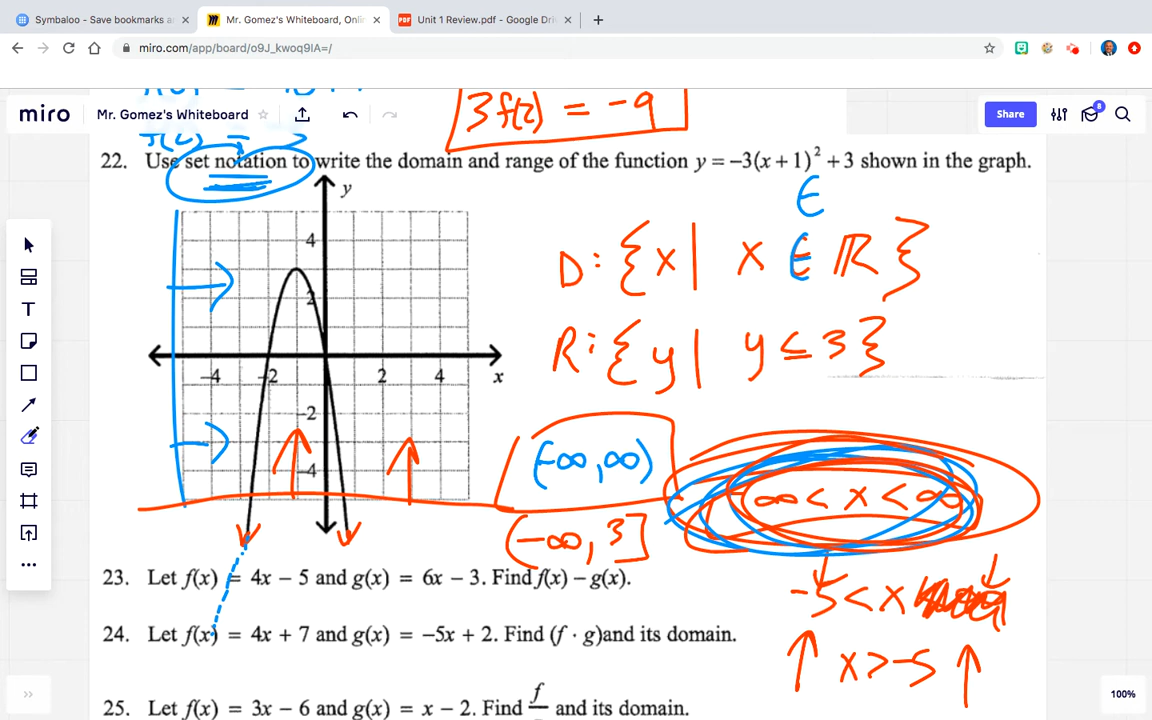 Symbaloo - Save bookmarks a
Mr. Gomez's Whiteboard, Onli
Unit 1 Review.pdf - Google Dri
miro.com/app/board/o9J_kwoq9IA=/
miro
Mr. Gomez's Whiteboard
Share
8
3f(2) = -9
22. Use set notation to write the domain and range of the function y = −3(x + 1)² + 3 shown in the graph.
y
4
2
−4
−2
2
4
x
−2
−4
∈
D: {x | x ∈ ℝ}
R: {y | y ≤ 3}
(-∞, ∞)
∞ < x < ∞
(-∞, 3]
-5 < x
x > -5
23. Let f(x) = 4x − 5 and g(x) = 6x − 3. Find f(x) − g(x).
24. Let f(x) = 4x + 7 and g(x) = −5x + 2. Find (f · g)and its domain.
25. Let f(x) = 3x − 6 and g(x) = x − 2. Find f and its domain.
100%